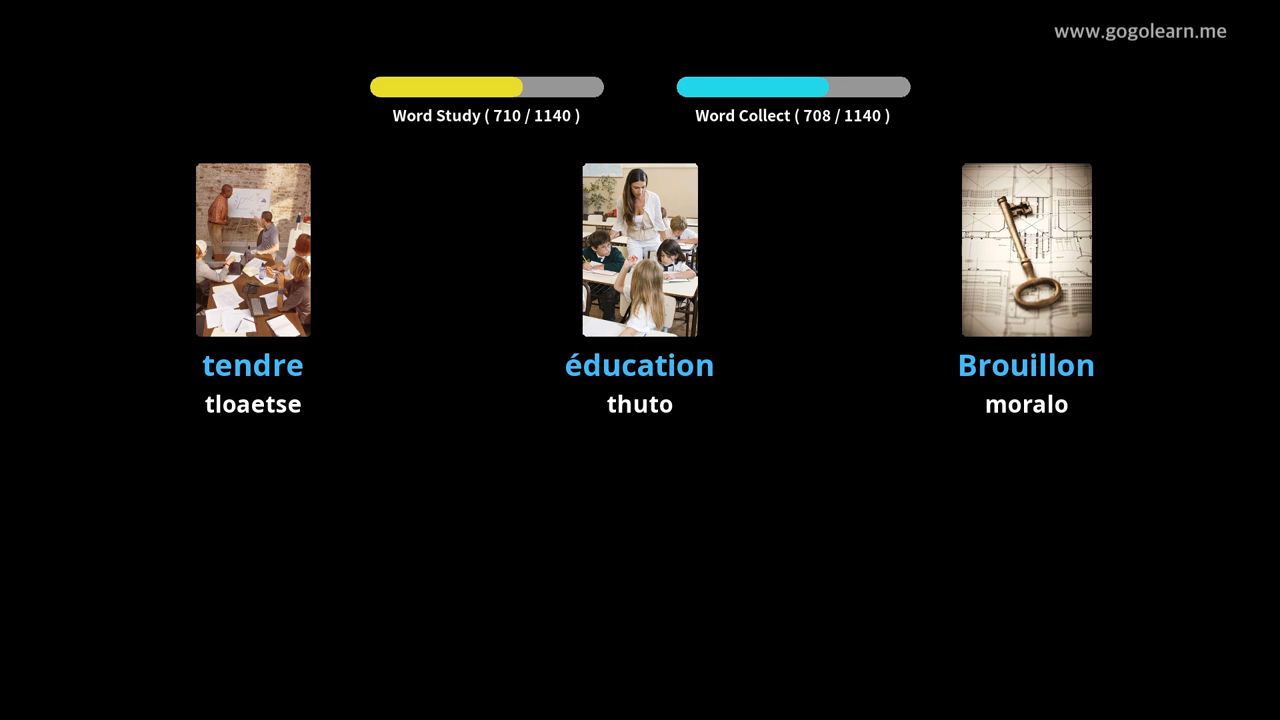 www.gogolearn.me
Word Study ( 710 / 1140 )
Word Collect ( 708 / 1140 )
tendre
éducation
Brouillon
tloaetse
thuto
moralo